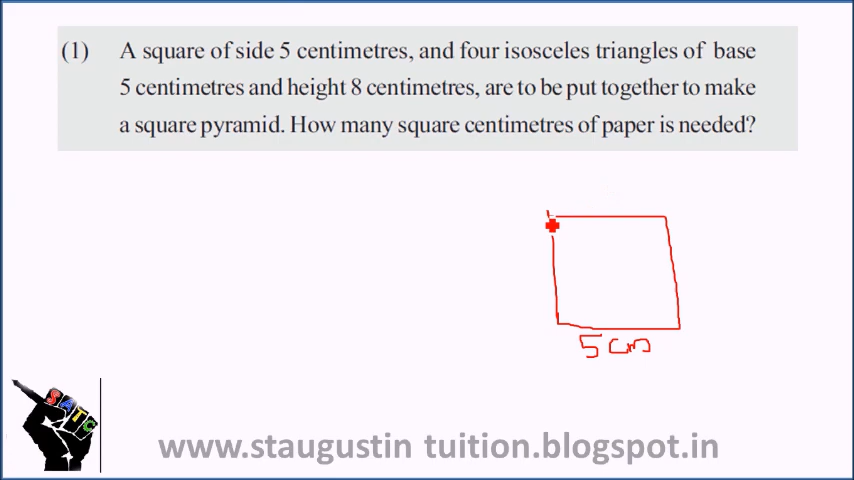 (1) A square of side 5 centimetres, and four isosceles triangles of base
5 centimetres and height 8 centimetres, are to be put together to make
a square pyramid. How many square centimetres of paper is needed?
5 cm
SATC
www.staugustin tuition.blogspot.in